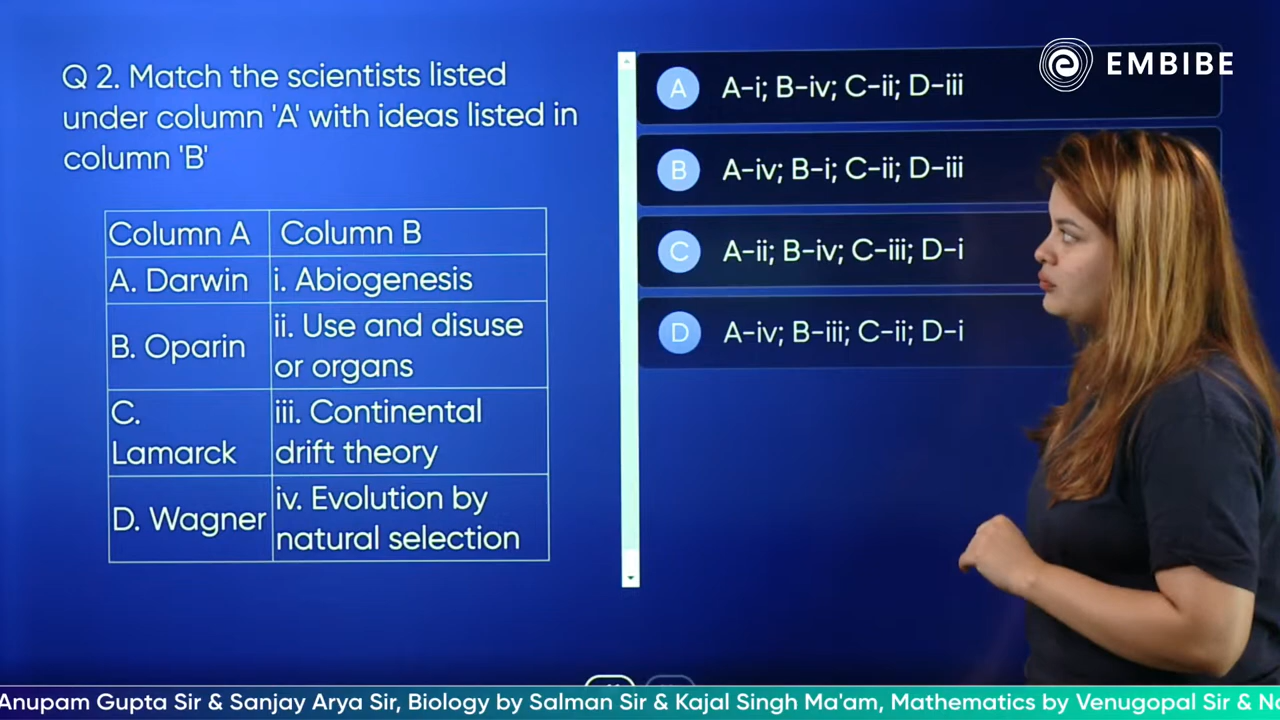 Q 2. Match the scientists listed
under column 'A' with ideas listed in
column 'B'
Column A Column B
A. Darwin i. Abiogenesis
B. Oparin ii. Use and disuse
or organs
C.
Lamarck
iii. Continental
drift theory
D. Wagner iv. Evolution by
natural selection
A A-i; B-iv; C-ii; D-iii
B A-iv; B-i; C-ii; D-iii
C A-ii; B-iv; C-iii; D-i
D A-iv; B-iii; C-ii; D-i
e EMBIBE
Anupam Gupta Sir & Sanjay Arya Sir, Biology by Salman Sir & Kajal Singh Ma'am, Mathematics by Venugopal Sir &